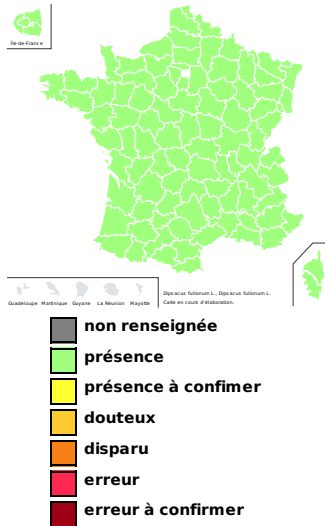 Île-de-France
Guadeloupe Martinique Guyane La Réunion Mayotte
Dipsacus fullonum L., Dipsacus fullonum L.
Carte en cours d'élaboration.
non renseignée
présence
présence à confimer
douteux
disparu
erreur
erreur à confirmer